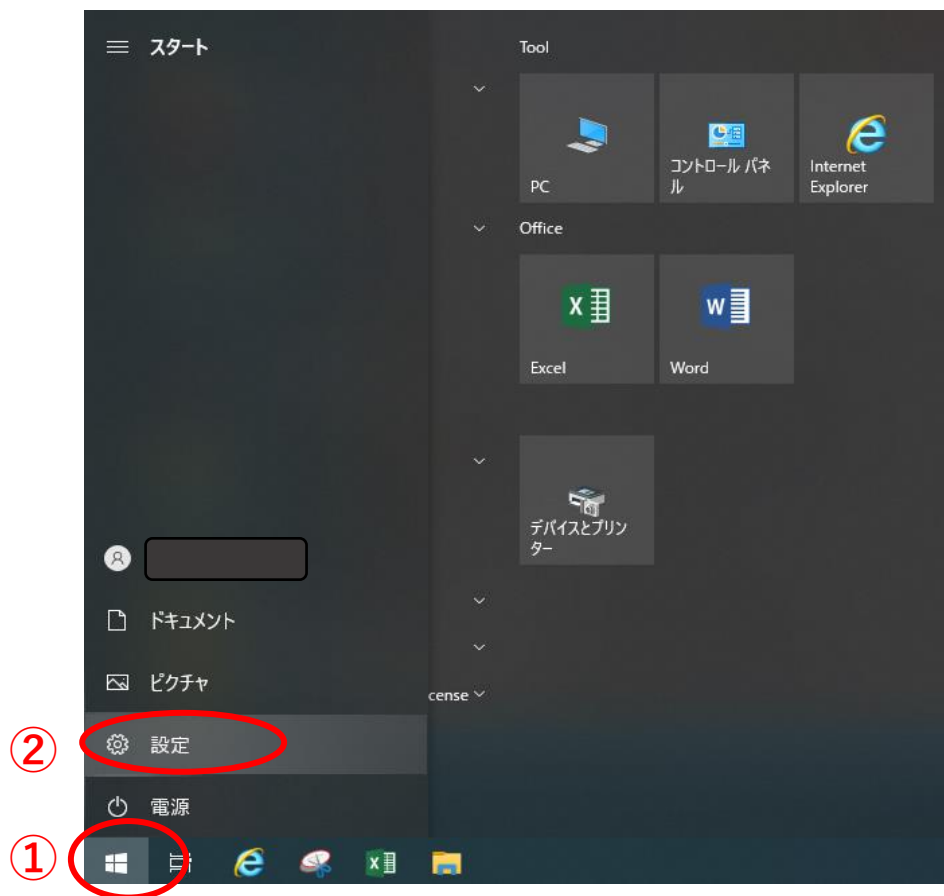 スタート
Tool
PC
コントロール パネ
ル
Internet
Explorer
Office
Excel
Word
デバイスとプリン
ター
ドキュメント
ピクチャ
cense
② 設定
電源
①